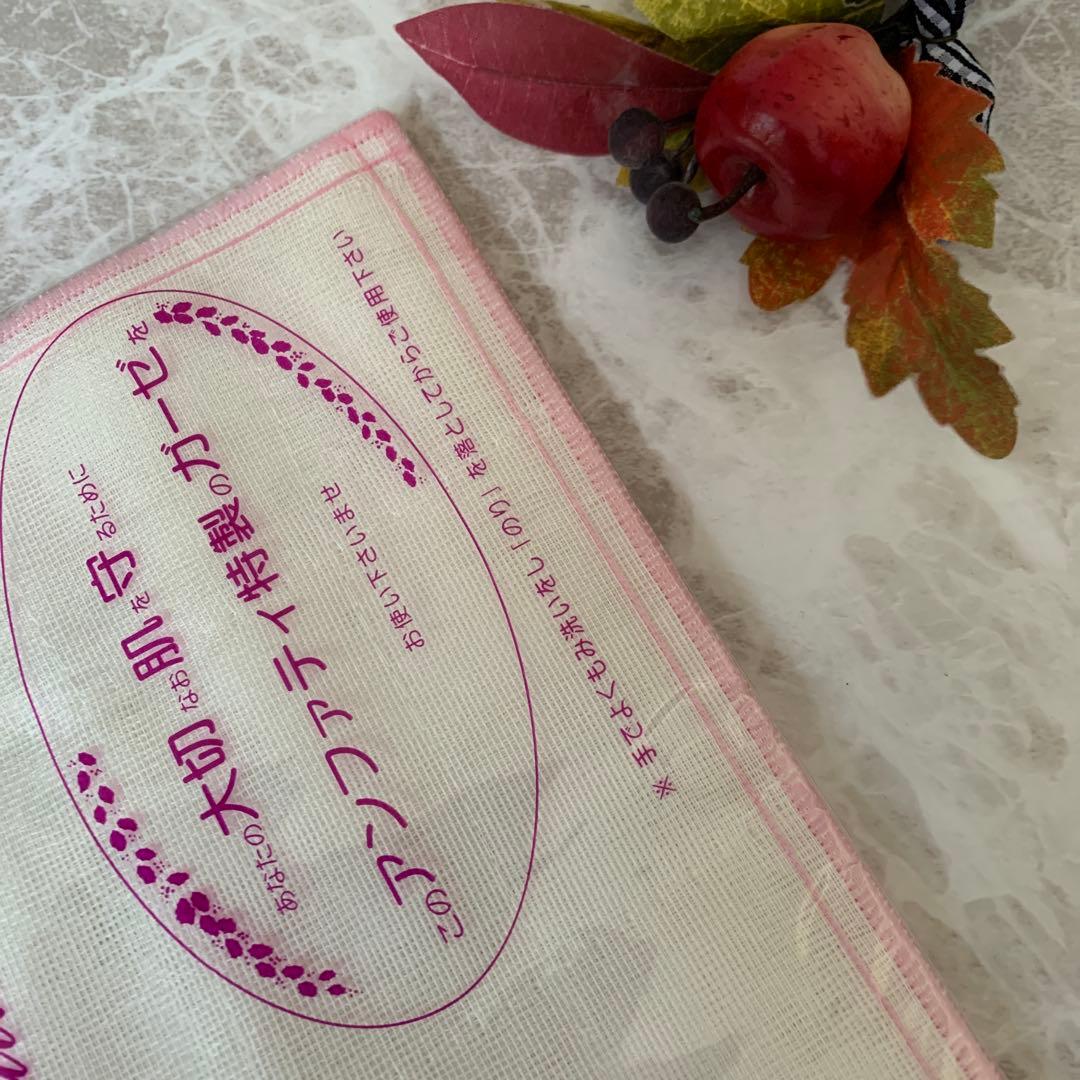 あなたの大切なお肌を守るために
このアンファティ特製のガーゼを
お使い下さいませ
※手でよくもみ洗いをし「のり」を落としてからご使用下さい